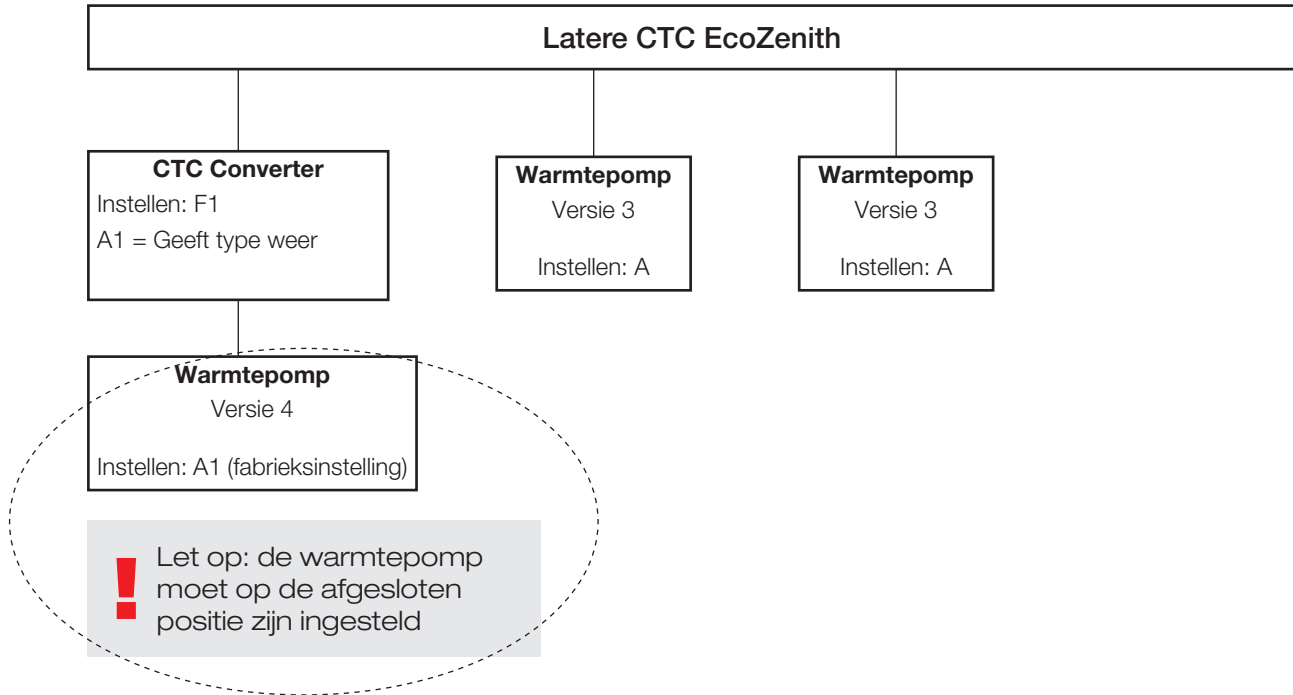 Latere CTC EcoZenith
CTC Converter
Instellen: F1
A1 = Geeft type weer
Warmtepomp
Versie 3
Instellen: A
Warmtepomp
Versie 3
Instellen: A
Warmtepomp
Versie 4
Instellen: A1 (fabrieksinstelling)
! Let op: de warmtepomp
moet op de afgesloten
positie zijn ingesteld